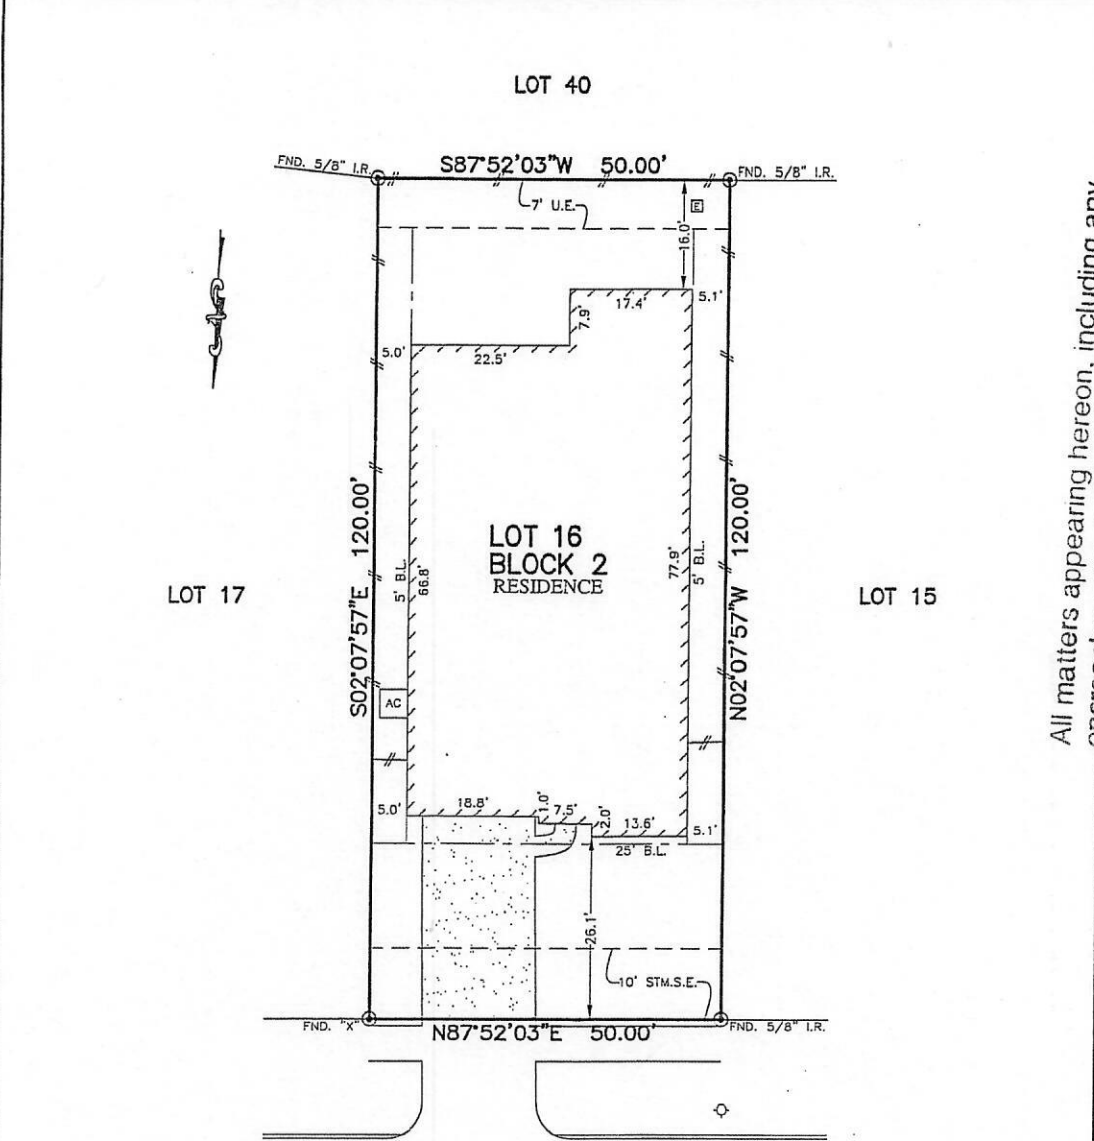 LOT 40
FND. 5/8" I.R.
S87°52'03"W 50.00'
FND. 5/8" I.R.
7' U.E.
E
16.0'
17.4'
5.1'
7.9'
5.0'
22.5'
S02°07'57"E 120.00'
5' B.L.
66.8'
LOT 16
BLOCK 2
RESIDENCE
77.9'
5' B.L.
N02°07'57"W 120.00'
LOT 17
LOT 15
All matters appearing hereon, including any
AC
5.0'
18.8'
1.0'
7.5'
2.0'
13.6'
5.1'
25' B.L.
26.1'
10' STM.S.E.
FND. "X"
N87°52'03"E 50.00'
FND. 5/8" I.R.